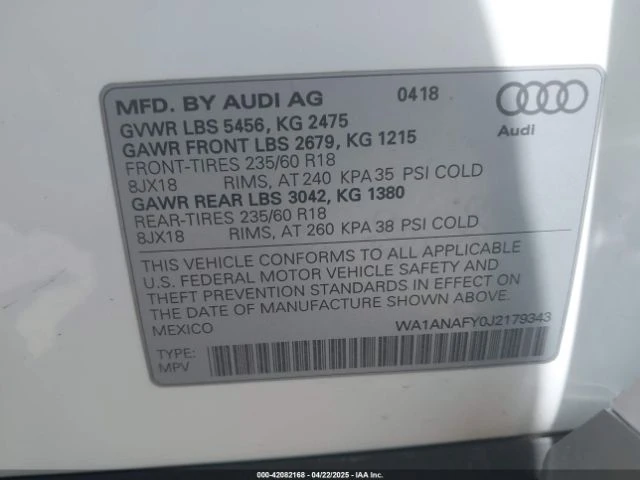 MFD. BY AUDI AG 0418
GVWR LBS 5456, KG 2475
GAWR FRONT LBS 2679, KG 1215
FRONT-TIRES 235/60 R18
8JX18 RIMS, AT 240 KPA 35 PSI COLD
GAWR REAR LBS 3042, KG 1380
REAR-TIRES 235/60 R18
8JX18 RIMS, AT 260 KPA 38 PSI COLD
Audi
THIS VEHICLE CONFORMS TO ALL APPLICABLE
U.S. FEDERAL MOTOR VEHICLE SAFETY AND
THEFT PREVENTION STANDARDS IN EFFECT ON
THE DATE OF MANUFACTURE SHOWN ABOVE.
MEXICO WA1ANAFY0J2179343
TYPE:
MPV
000-42082168 - 04/22/2025 - IAA Inc.